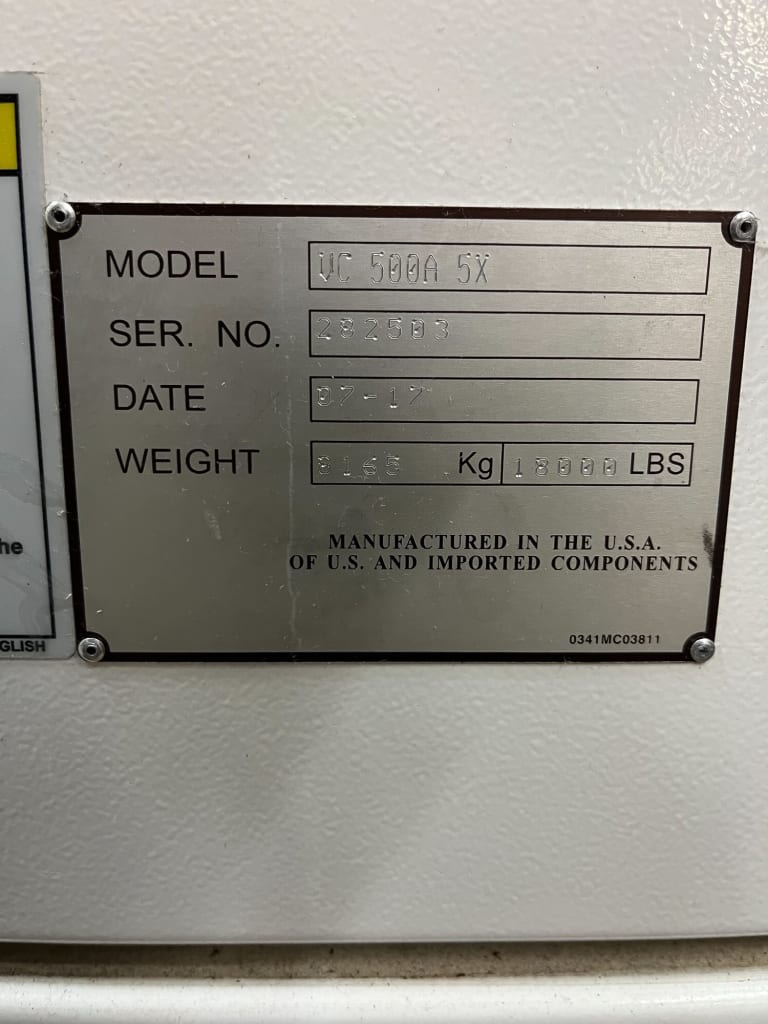 MODEL VC 500A 5X
SER. NO. 282503
DATE 07-17
WEIGHT 8165 Kg 18000 LBS
MANUFACTURED IN THE U.S.A.
OF U.S. AND IMPORTED COMPONENTS
0341MC03811
he
GLISH